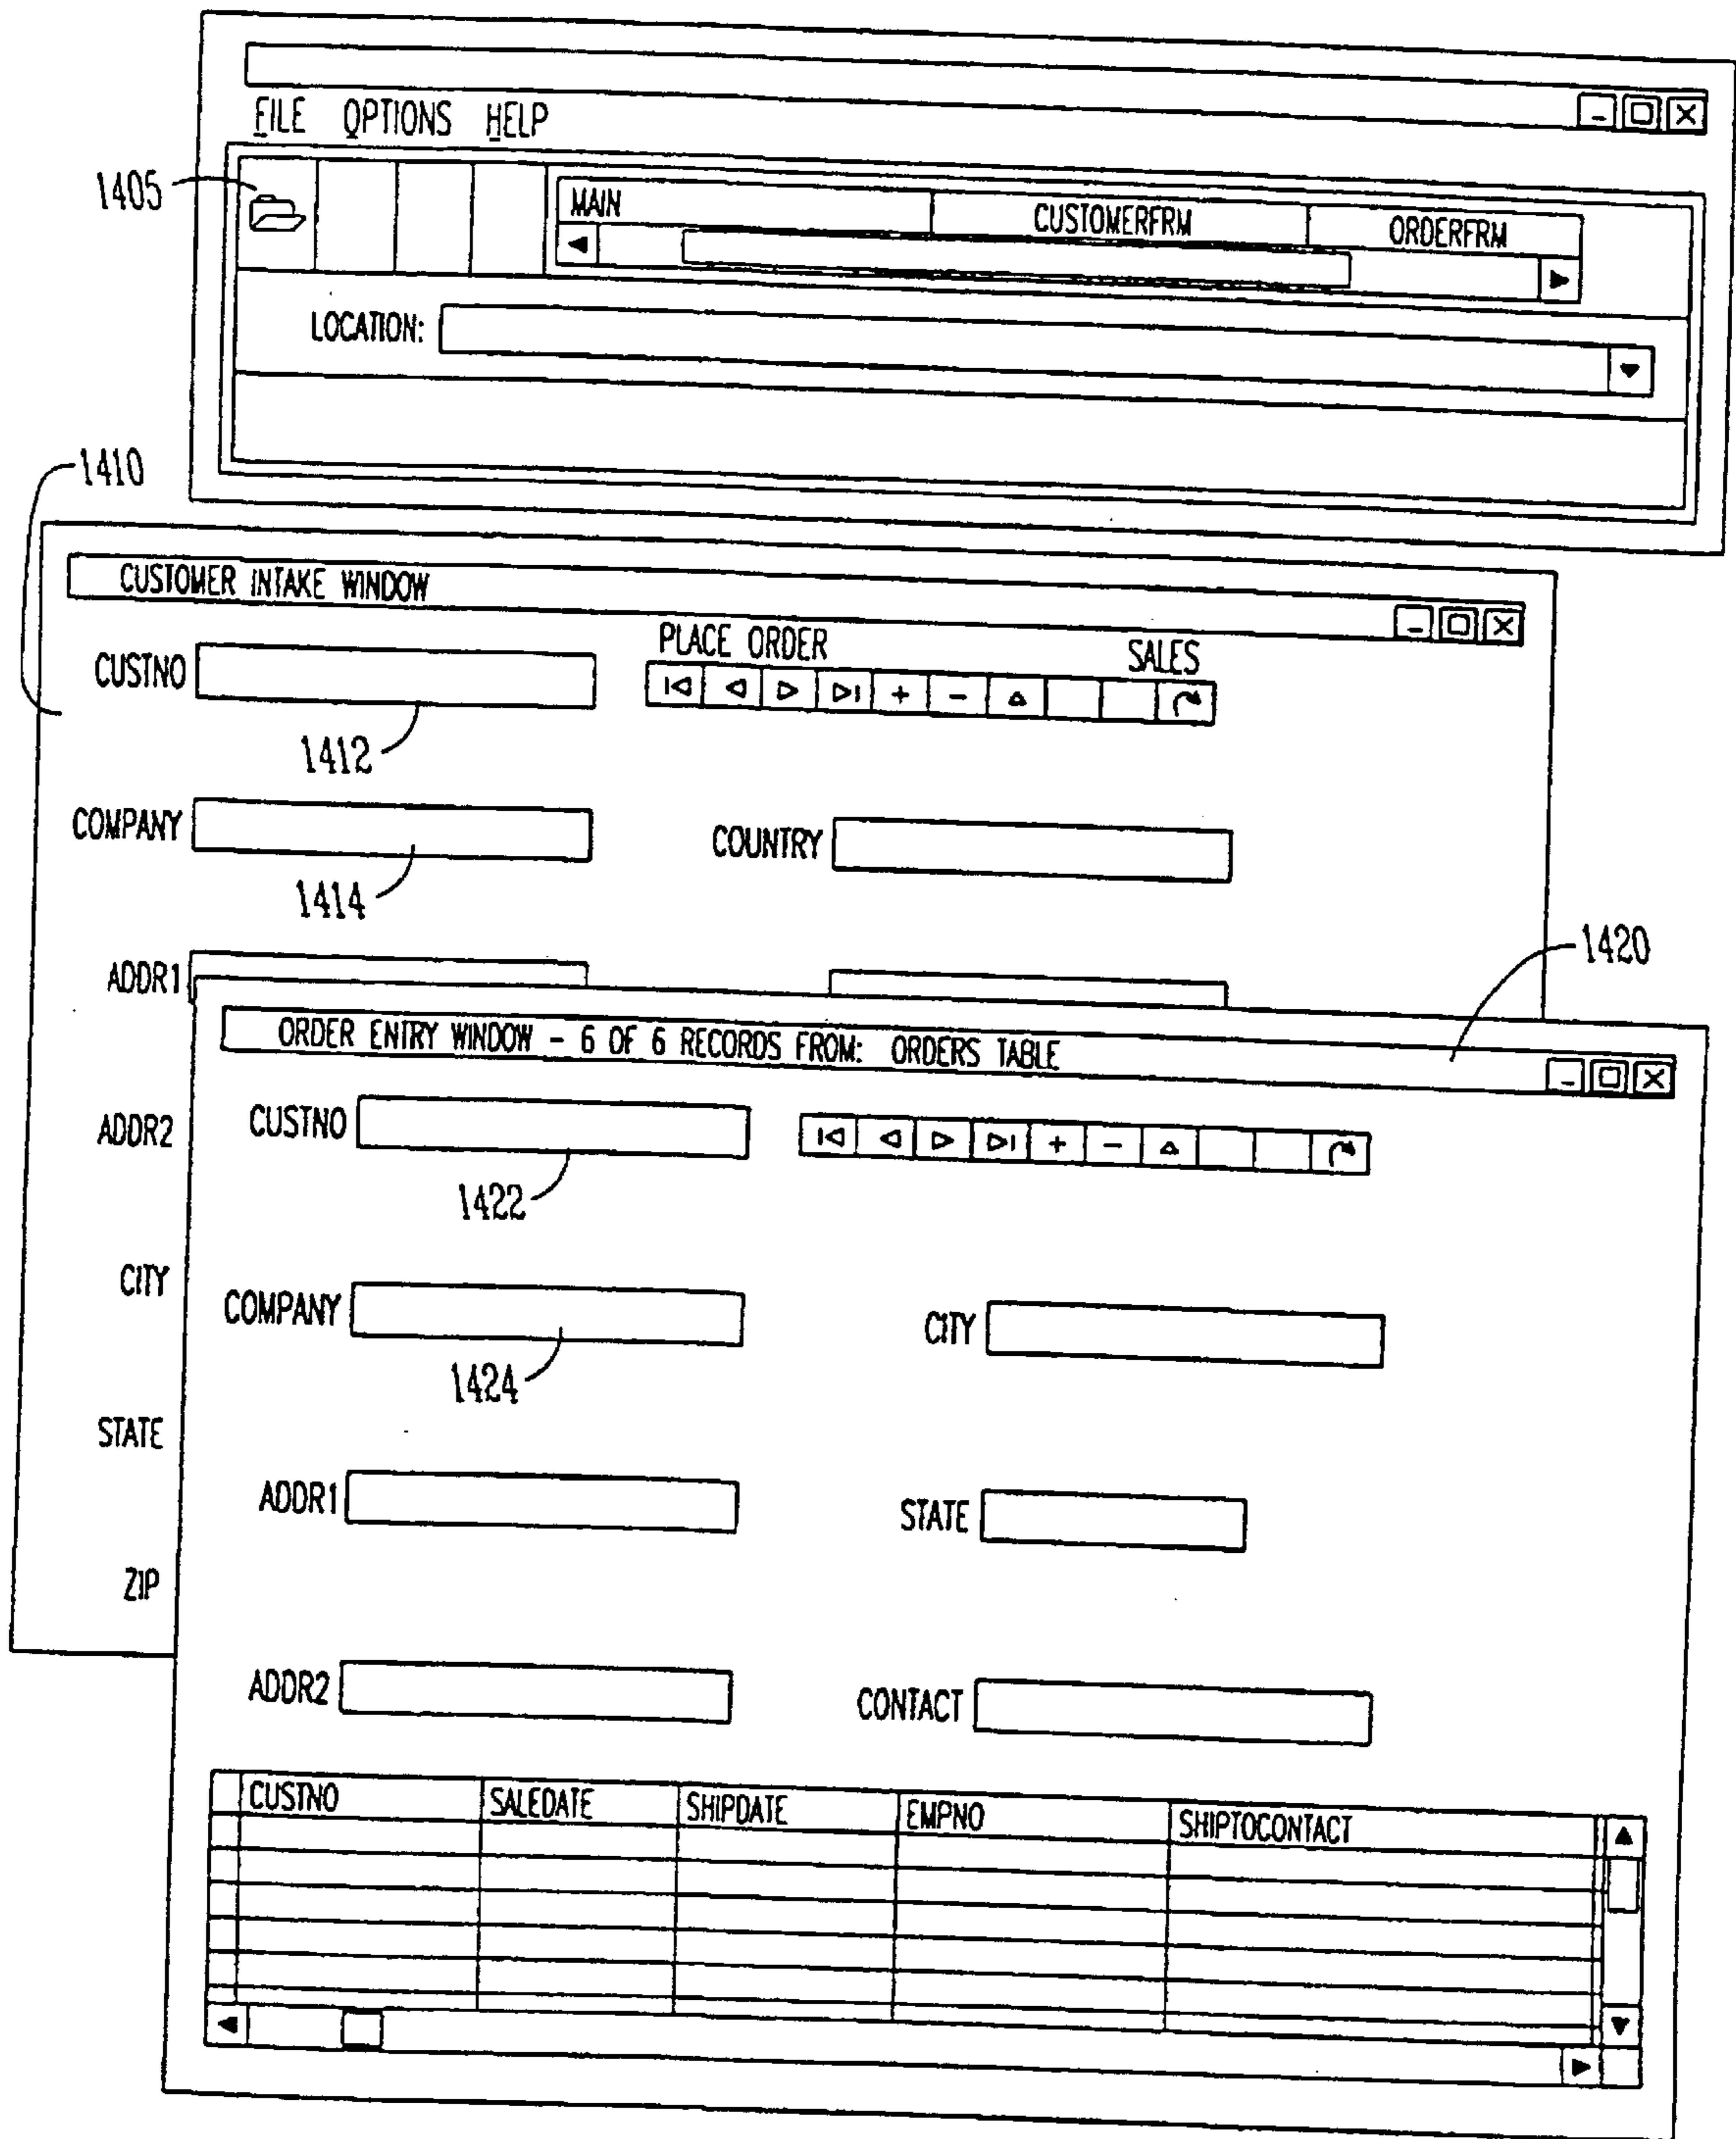 FILE OPTIONS HELP
1405
MAIN CUSTOMERFRM ORDERFRM
LOCATION:
1410
CUSTOMER INTAKE WINDOW
PLACE ORDER SALES
CUSTNO
1412
COMPANY COUNTRY
1414
ADDR1
1420
ORDER ENTRY WINDOW - 6 OF 6 RECORDS FROM: ORDERS TABLE
ADDR2
CUSTNO
1422
CITY
COMPANY CITY
1424
STATE
ADDR1 STATE
ZIP
ADDR2 CONTACT
CUSTNO SALEDATE SHIPDATE EMPNO SHIPTOCONTACT